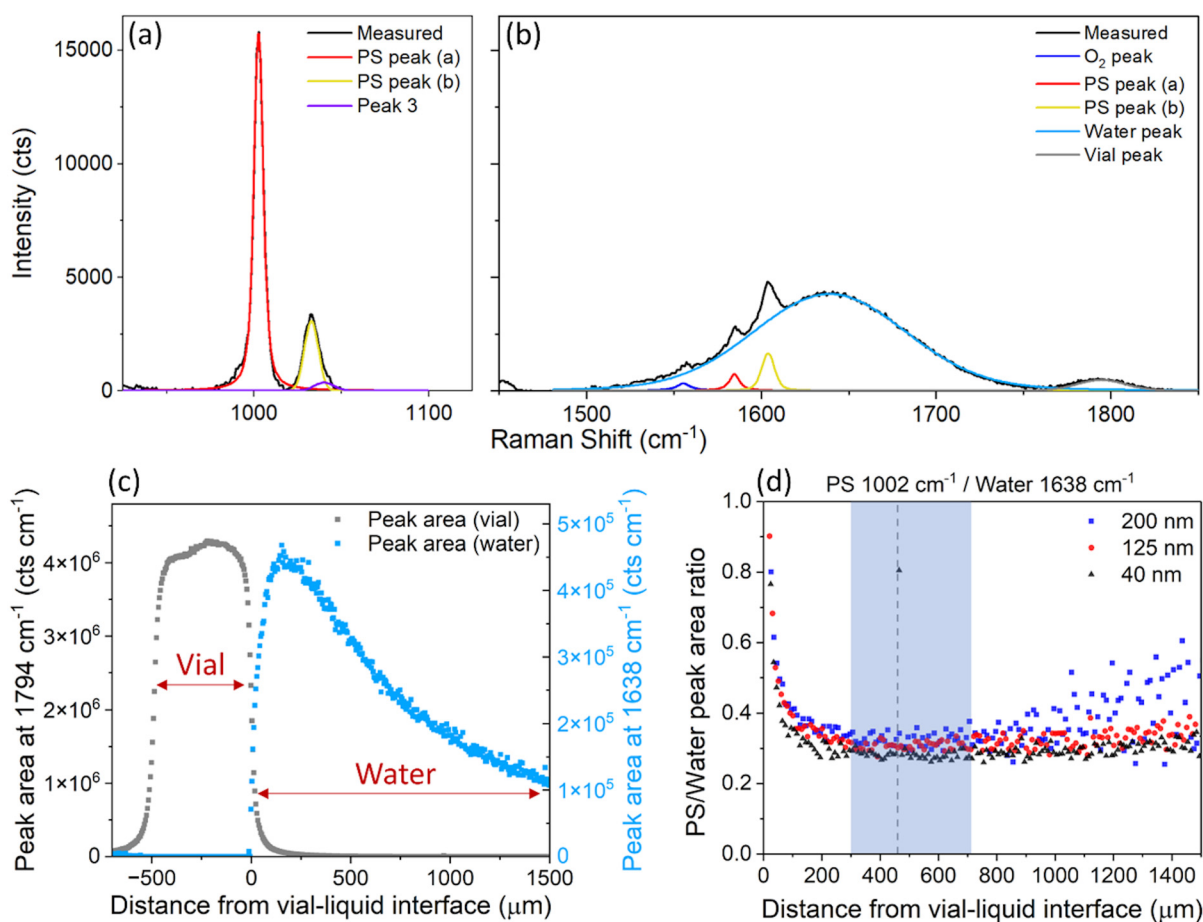 (a)
Measured
PS peak (a)
PS peak (b)
Peak 3
15000
10000
5000
0
Intensity (cts)
1000
1100
(b)
Measured
O₂ peak
PS peak (a)
PS peak (b)
Water peak
Vial peak
1500
1600
1700
1800
Raman Shift (cm⁻¹)
(c)
Peak area (vial)
Peak area (water)
Vial
Water
4×10⁶
3×10⁶
2×10⁶
1×10⁶
0
Peak area at 1794 cm⁻¹ (cts cm⁻¹)
5×10⁵
4×10⁵
3×10⁵
2×10⁵
1×10⁵
0
Peak area at 1638 cm⁻¹ (cts cm⁻¹)
−500
0
500
1000
1500
Distance from vial-liquid interface (μm)
(d)
PS 1002 cm⁻¹ / Water 1638 cm⁻¹
200 nm
125 nm
40 nm
1.0
0.8
0.6
0.4
0.2
0.0
PS/Water peak area ratio
0
200
400
600
800
1000
1200
1400
Distance from vial-liquid interface (μm)